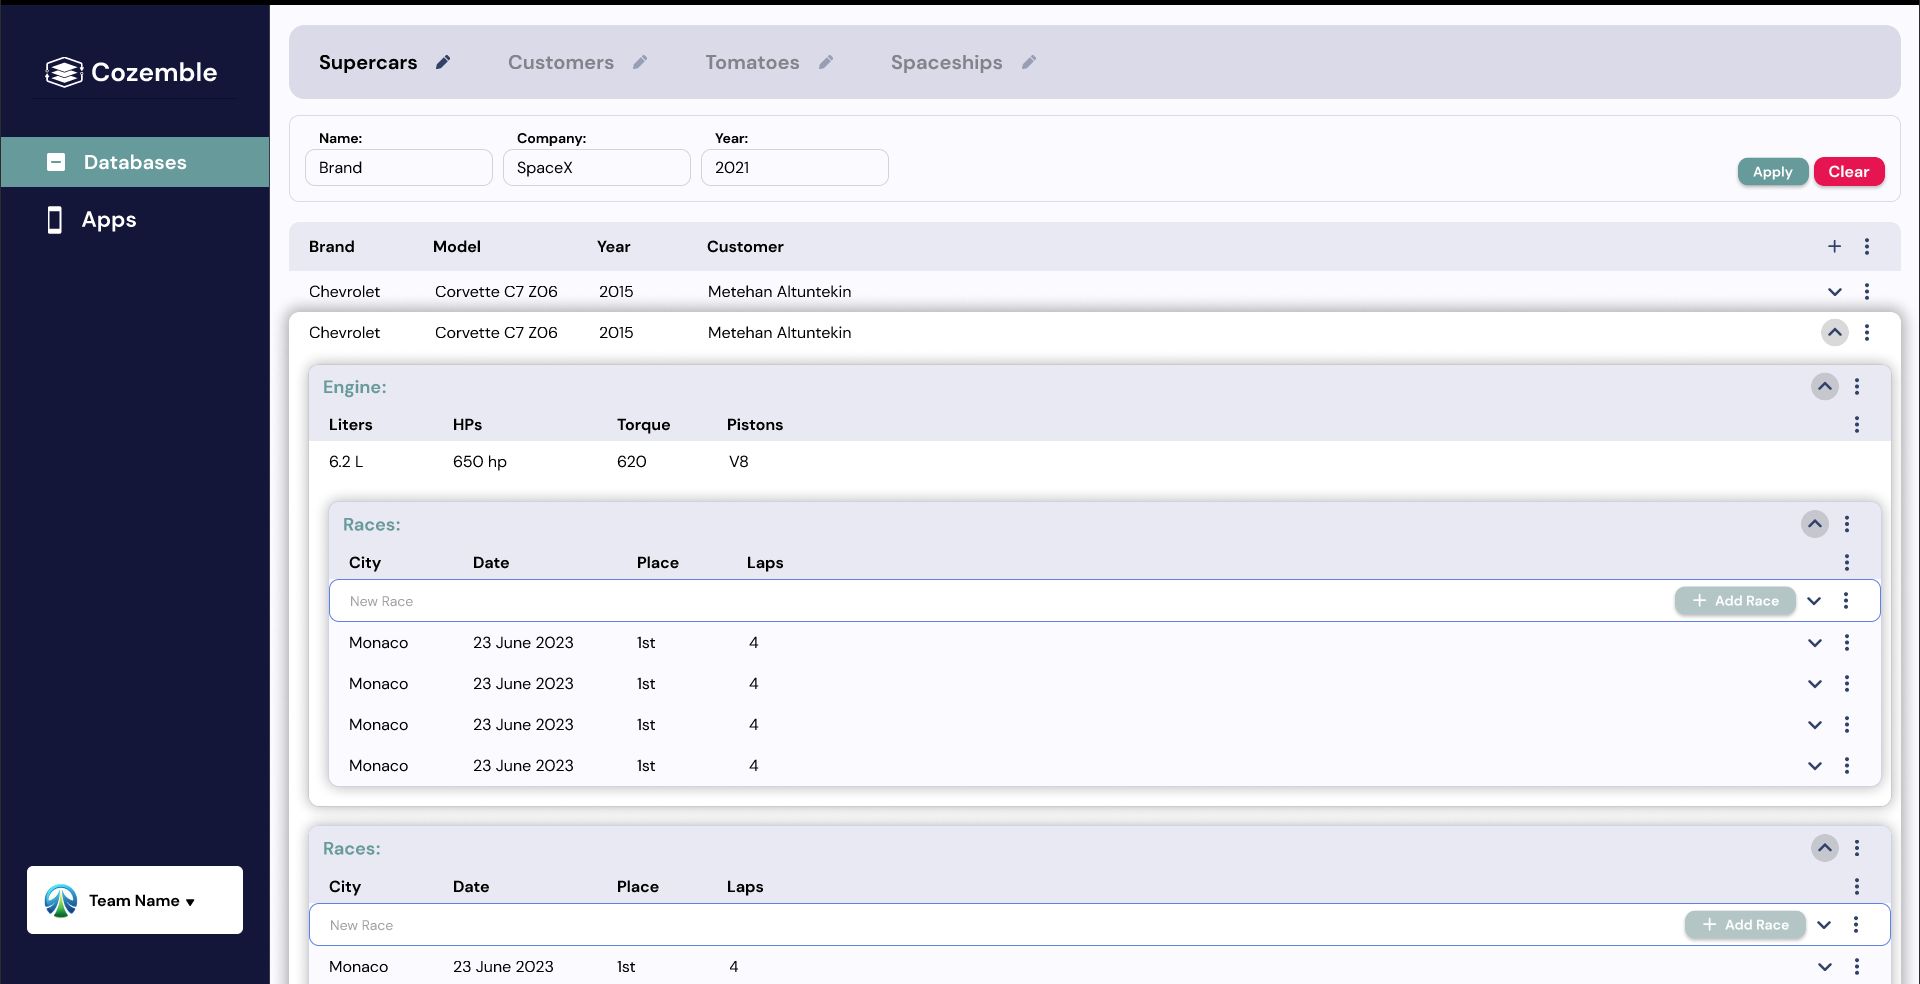 Cozemble
Databases
Apps
Team Name
Supercars Customers Tomatoes Spaceships
Name: Company: Year:
Brand SpaceX 2021
Apply Clear
Brand Model Year Customer
Chevrolet Corvette C7 Z06 2015 Metehan Altuntekin
Chevrolet Corvette C7 Z06 2015 Metehan Altuntekin
Engine:
Liters HPs Torque Pistons
6.2 L 650 hp 620 V8
Races:
City Date Place Laps
New Race + Add Race
Monaco 23 June 2023 1st 4
Monaco 23 June 2023 1st 4
Monaco 23 June 2023 1st 4
Monaco 23 June 2023 1st 4
Races:
City Date Place Laps
New Race + Add Race
Monaco 23 June 2023 1st 4